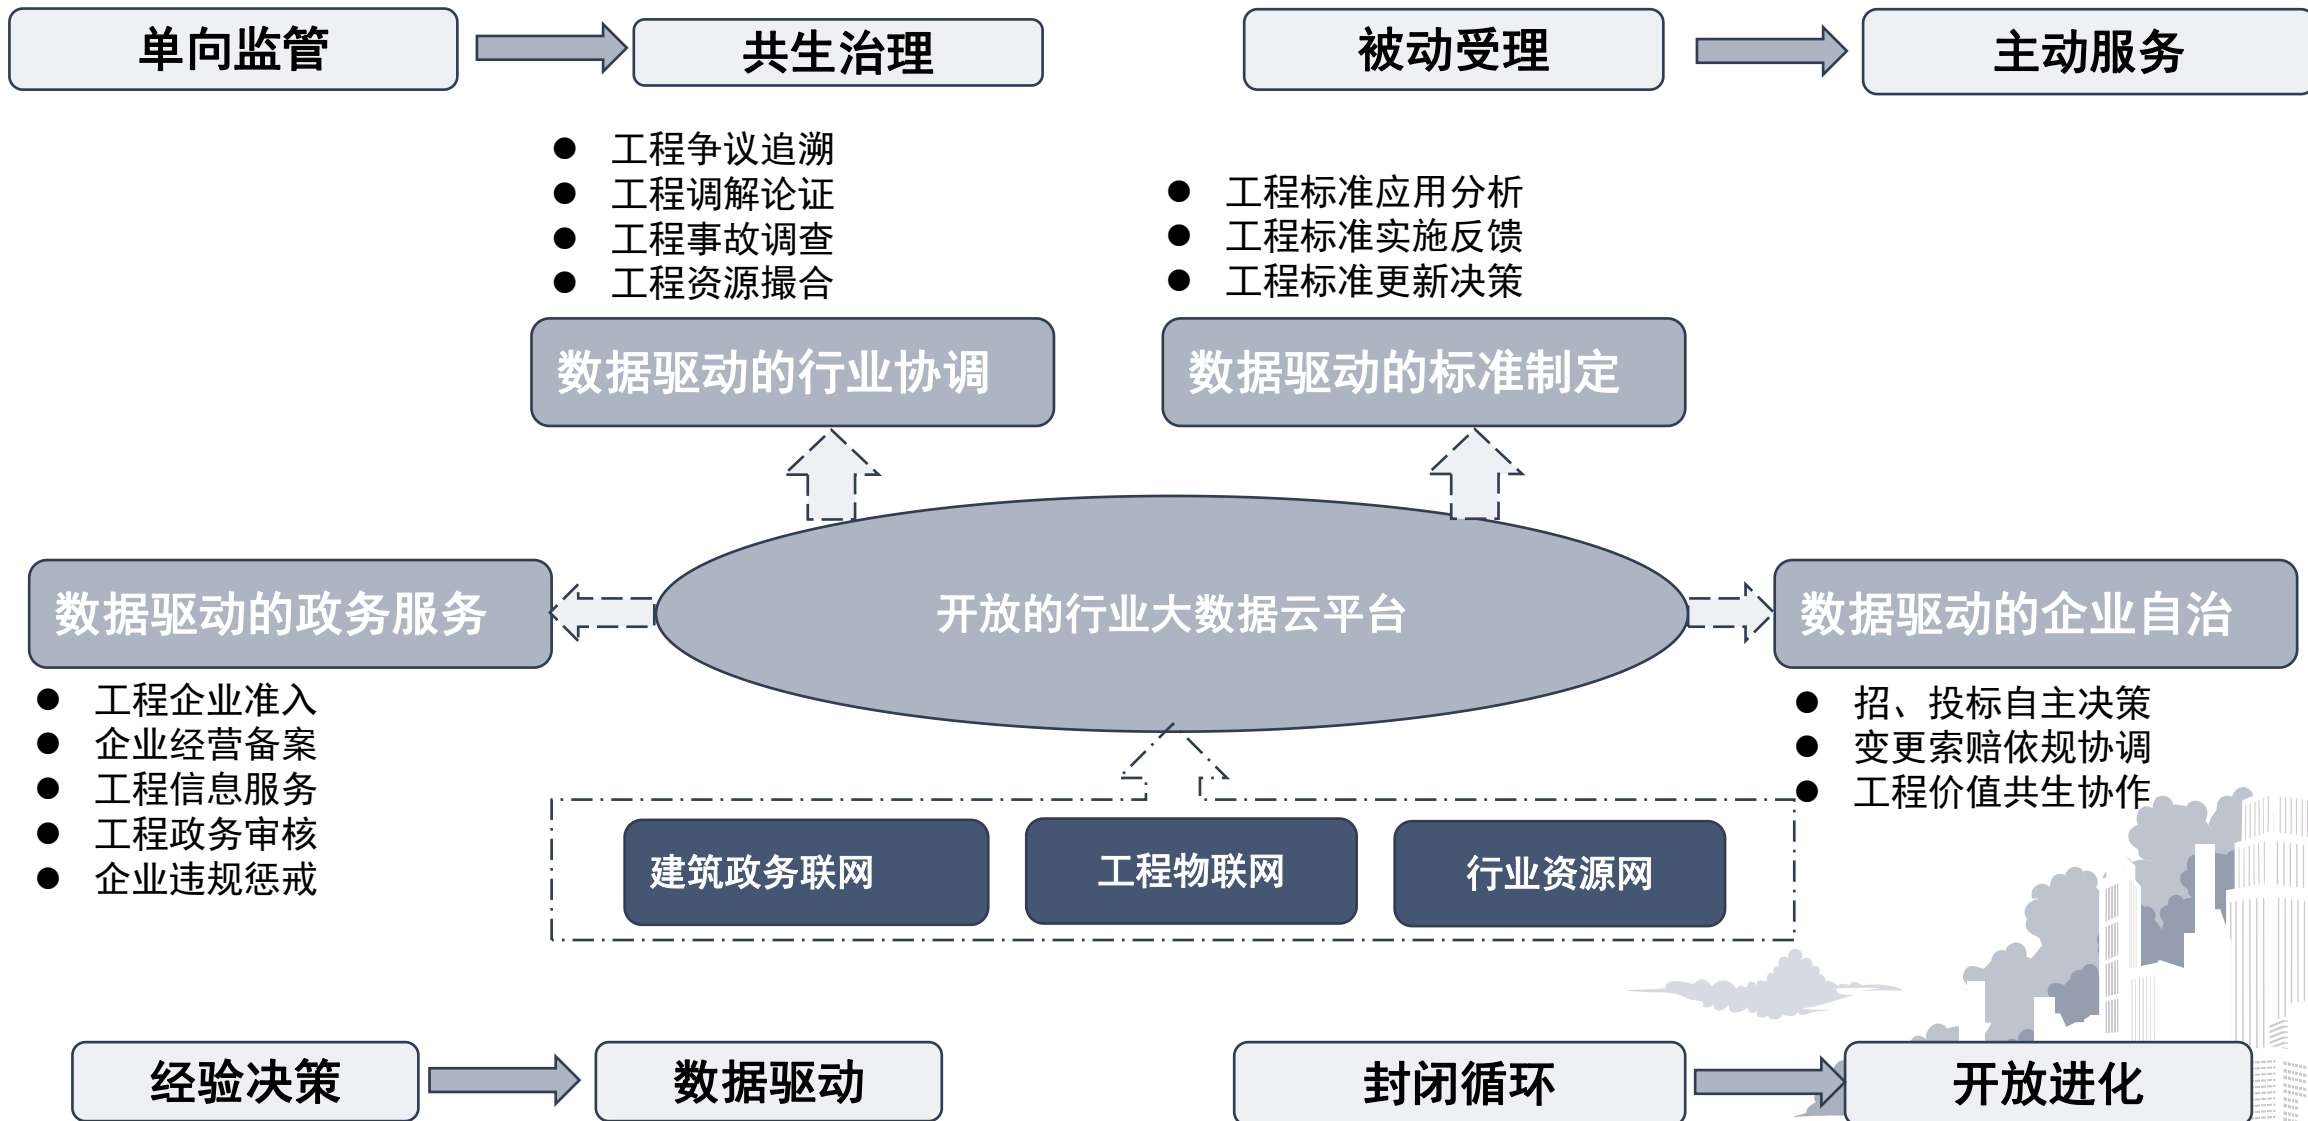 单向监管
共生治理
被动受理
主动服务
工程争议追溯
工程调解论证
工程事故调查
工程资源撮合
工程标准应用分析
工程标准实施反馈
工程标准更新决策
数据驱动的行业协调
数据驱动的标准制定
数据驱动的政务服务
开放的行业大数据云平台
数据驱动的企业自治
工程企业准入
企业经营备案
工程信息服务
工程政务审核
企业违规惩戒
招、投标自主决策
变更索赔依规协调
工程价值共生协作
建筑政务联网
工程物联网
行业资源网
经验决策
数据驱动
封闭循环
开放进化